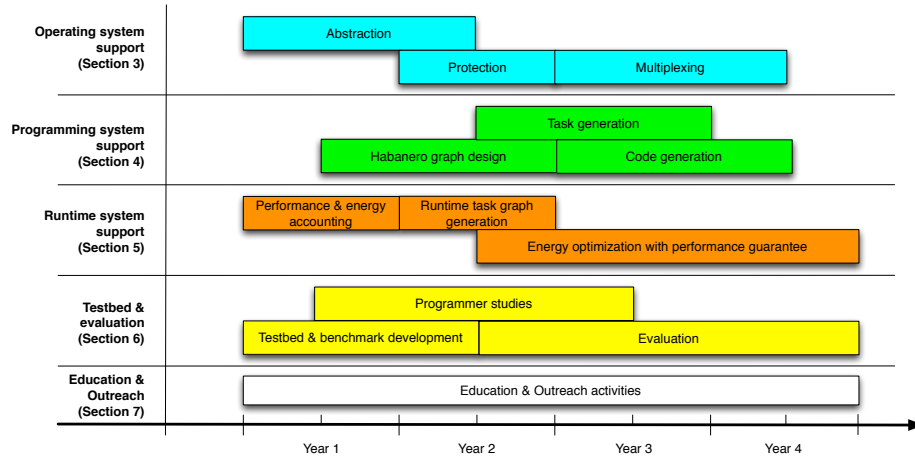 Operating system
support
(Section 3)
Abstraction
Protection
Multiplexing
Programming system
support
(Section 4)
Task generation
Habanero graph design
Code generation
Runtime system
support
(Section 5)
Performance & energy
accounting
Runtime task graph
generation
Energy optimization with performance guarantee
Testbed &
evaluation
(Section 6)
Programmer studies
Testbed & benchmark development
Evaluation
Education &
Outreach
(Section 7)
Education & Outreach activities
Year 1
Year 2
Year 3
Year 4